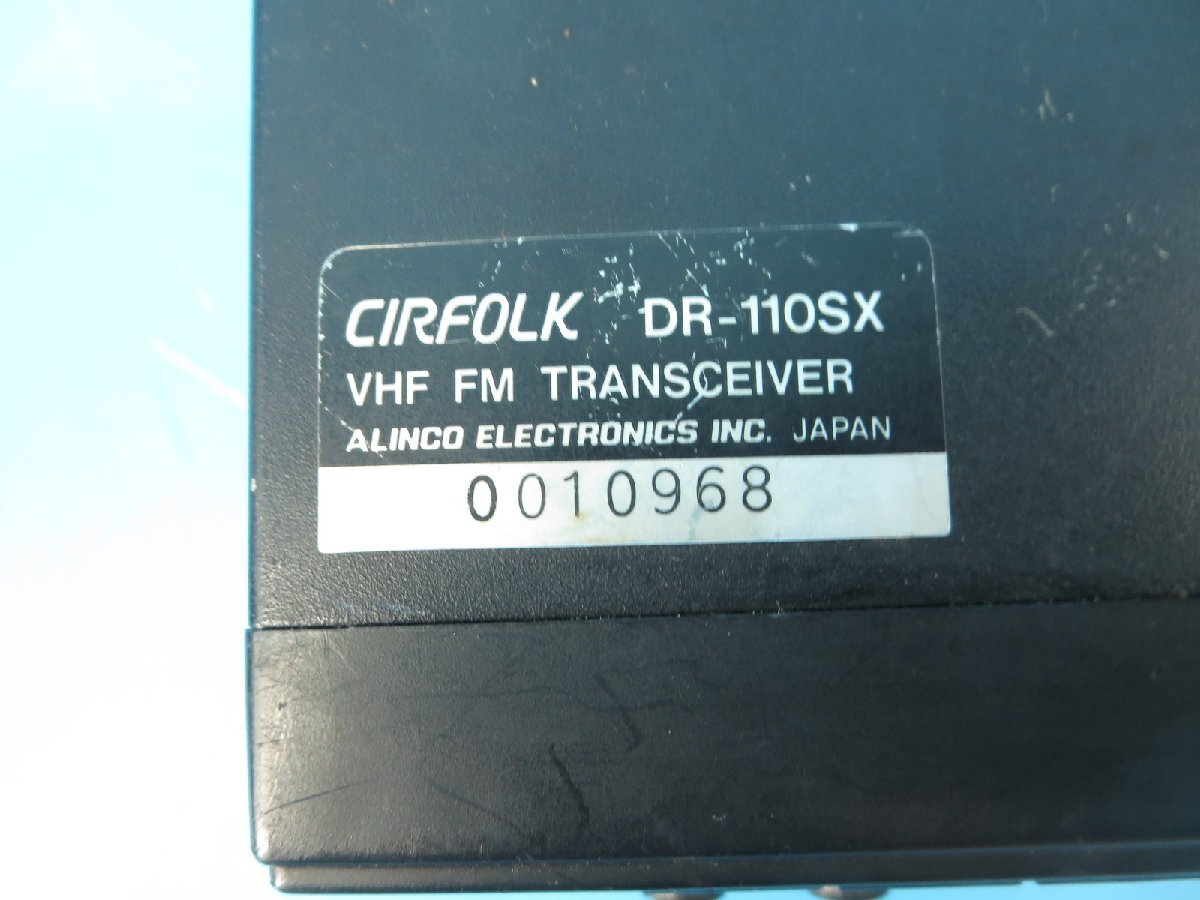 CIRFOLK DR-110SX
VHF FM TRANSCEIVER
ALINCO ELECTRONICS INC. JAPAN
0010968